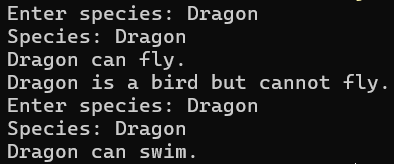 Enter species: Dragon
Species: Dragon
Dragon can fly.
Dragon is a bird but cannot fly.
Enter species: Dragon
Species: Dragon
Dragon can swim.